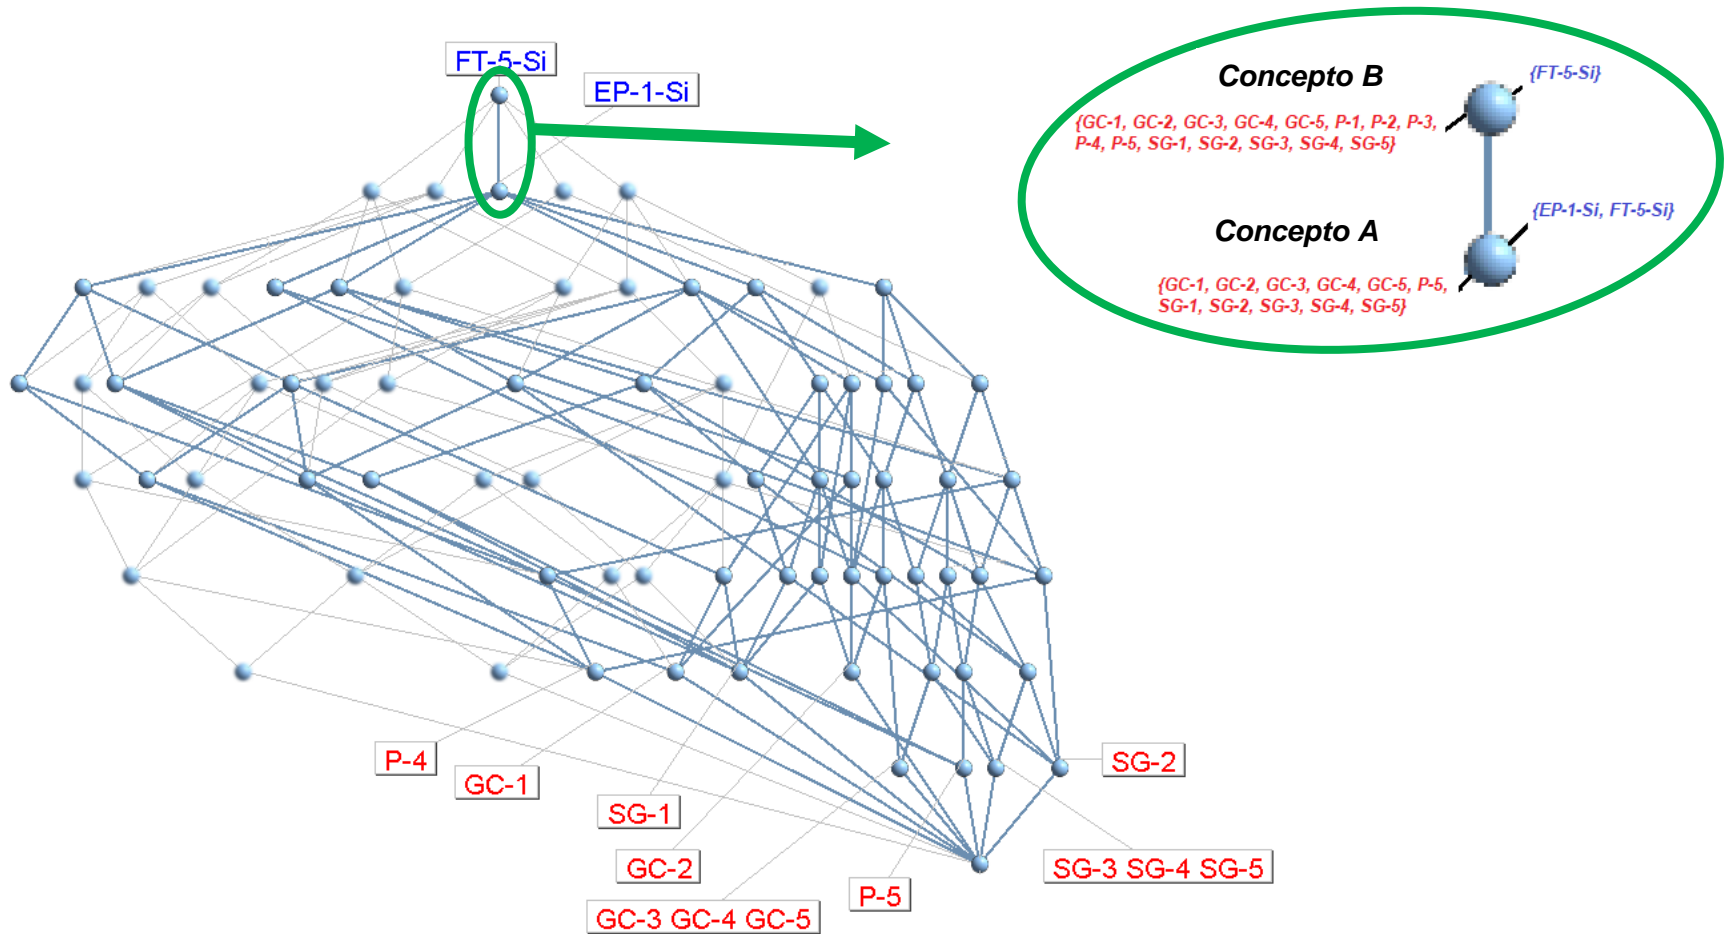 FT-5-Si
EP-1-Si
Concepto B
{FT-5-Si}
{GC-1, GC-2, GC-3, GC-4, GC-5, P-1, P-2, P-3,
P-4, P-5, SG-1, SG-2, SG-3, SG-4, SG-5}
{EP-1-Si, FT-5-Si}
Concepto A
{GC-1, GC-2, GC-3, GC-4, GC-5, P-5,
SG-1, SG-2, SG-3, SG-4, SG-5}
P-4
GC-1
SG-1
GC-2
GC-3 GC-4 GC-5
P-5
SG-3 SG-4 SG-5
SG-2